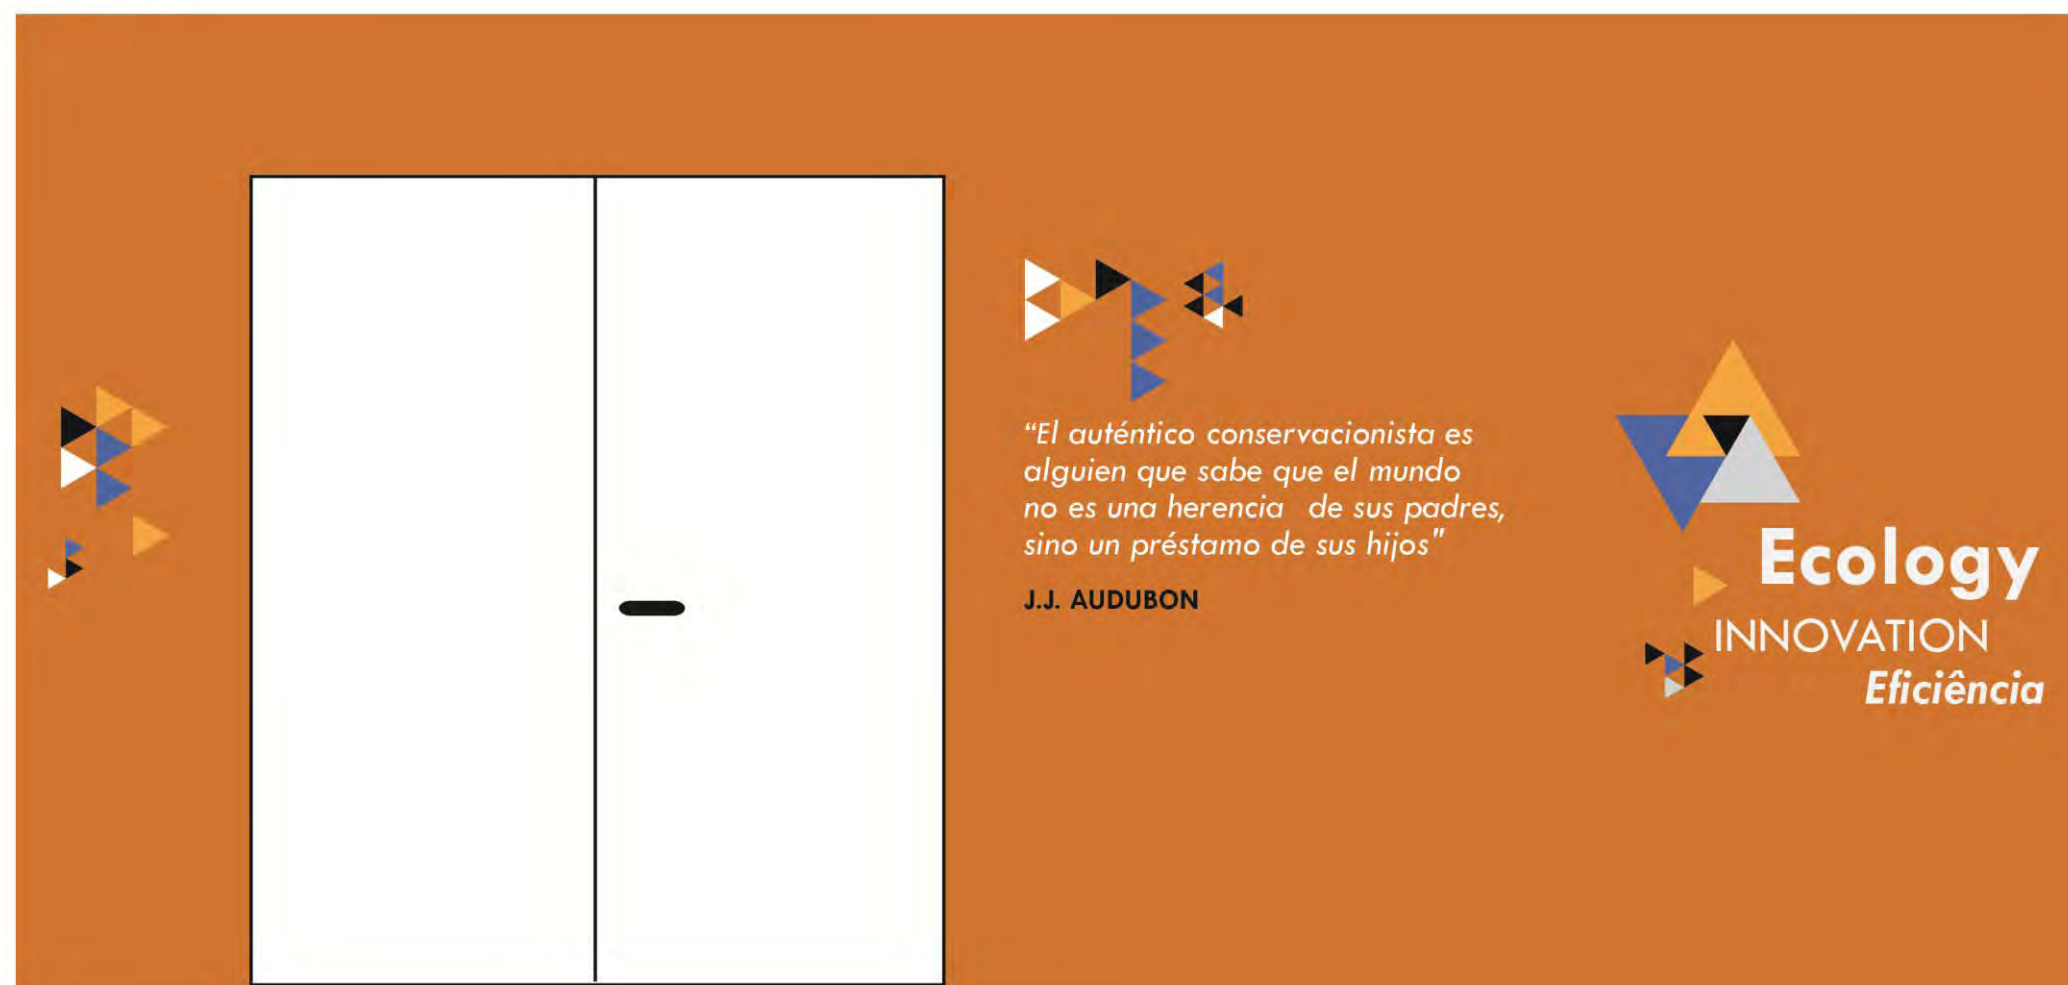 “El auténtico conservacionista es
alguien que sabe que el mundo
no es una herencia  de sus padres,
sino un préstamo de sus hijos"
J.J. AUDUBON
Ecology
INNOVATION
Eficiência